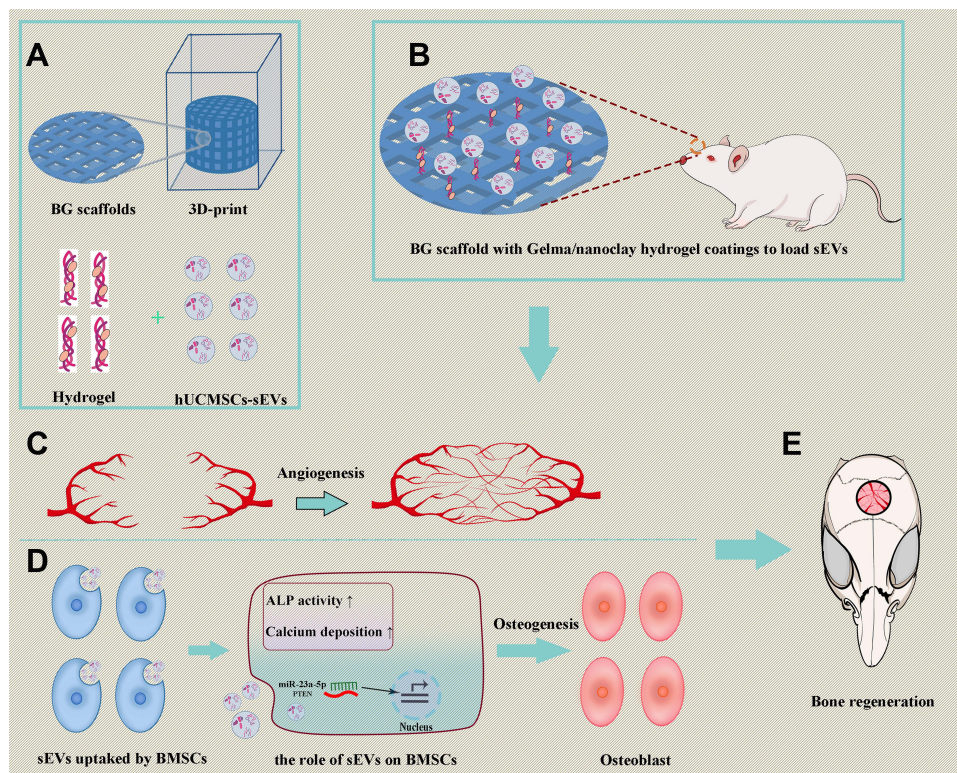 A
BG scaffolds
3D-print
Hydrogel
+
hUCMSCs-sEVs
B
BG scaffold with Gelma/nanoclay hydrogel coatings to load sEVs
C
Angiogenesis
D
sEVs uptaked by BMSCs
ALP activity ↑
Calcium deposition ↑
miR-23a-5p
PTEN
Nucleus
the role of sEVs on BMSCs
Osteogenesis
Osteoblast
E
Bone regeneration